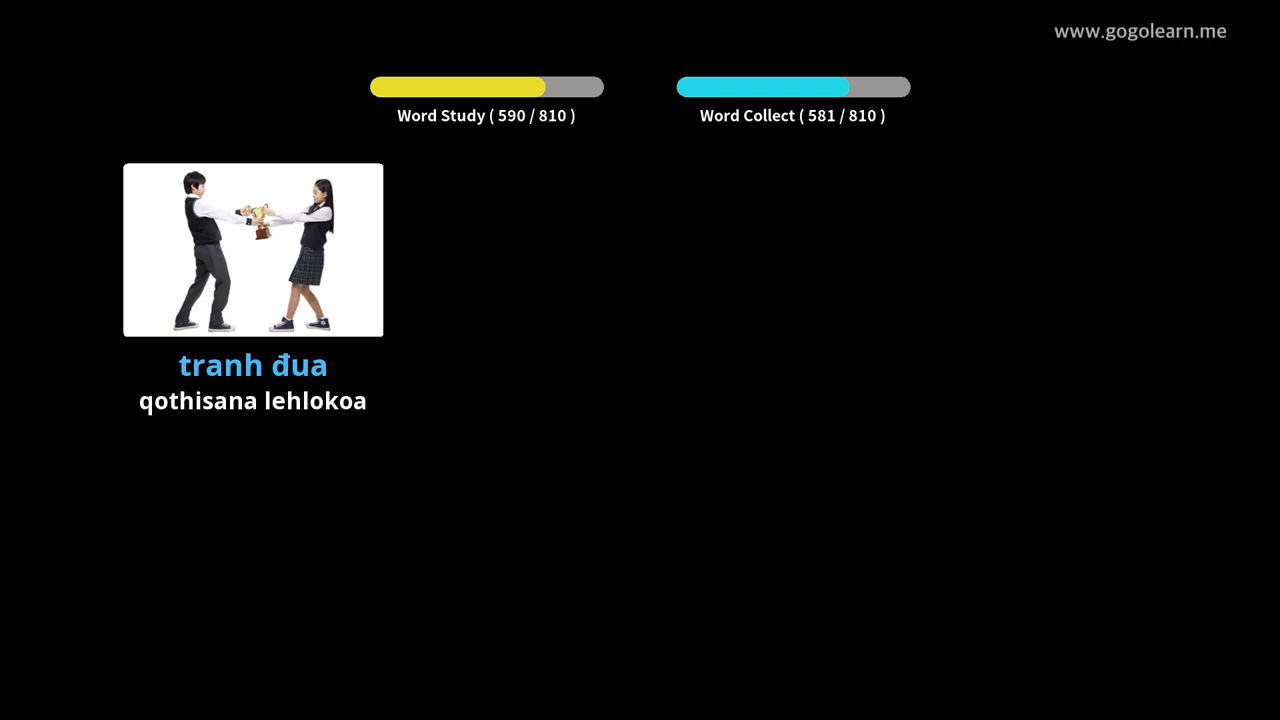 www.gogolearn.me
Word Study ( 590 / 810 )
Word Collect ( 581 / 810 )
tranh đua
qothisana lehlokoa